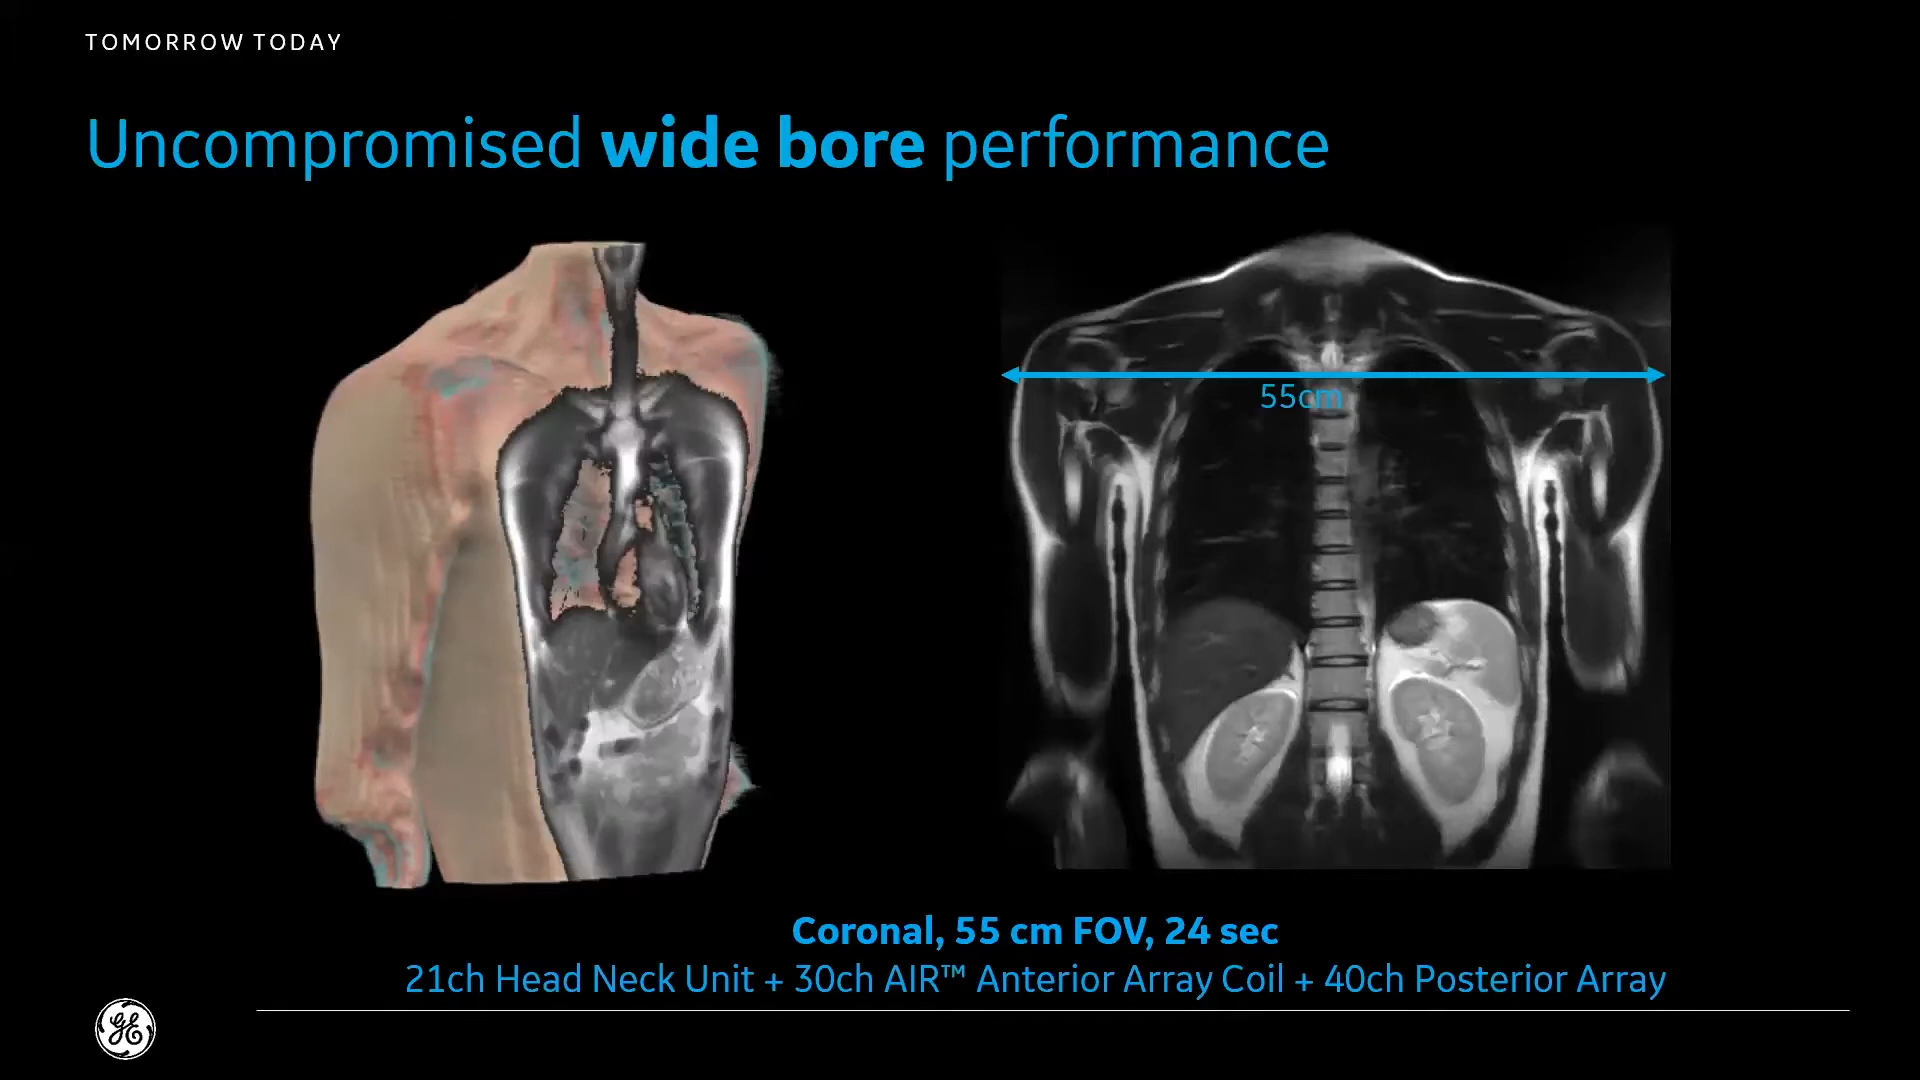 TOMORROW TODAY
Uncompromised wide bore performance
55cm
Coronal, 55 cm FOV, 24 sec
21ch Head Neck Unit + 30ch AIR™ Anterior Array Coil + 40ch Posterior Array
GE